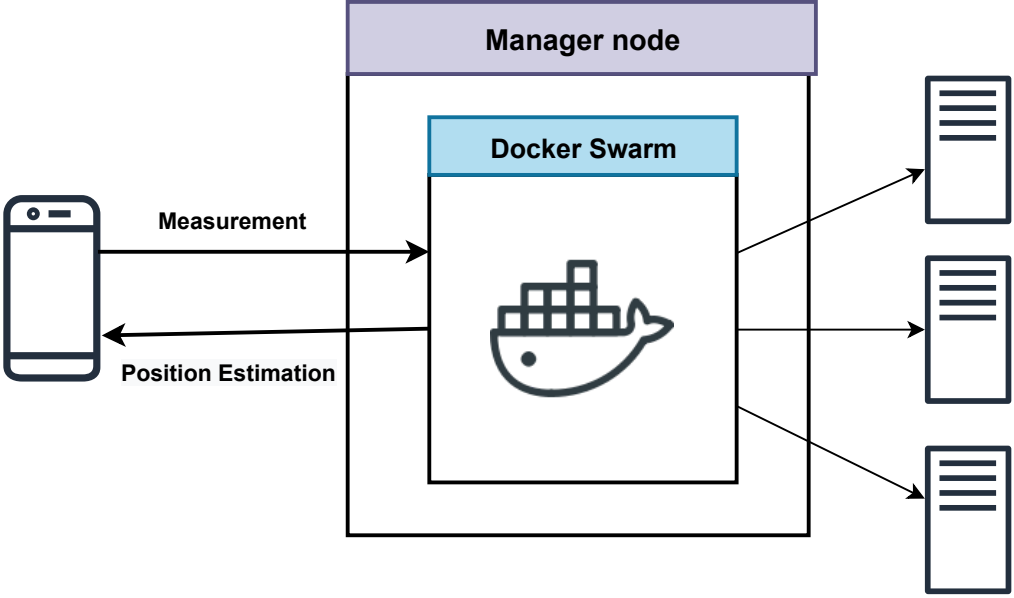 Manager node
Docker Swarm
Measurement
Position Estimation